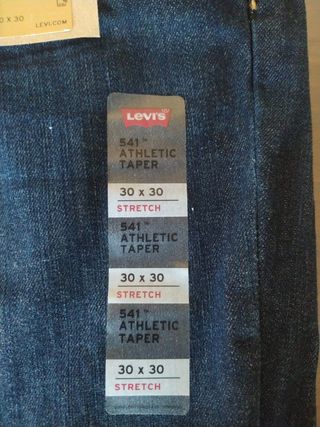 0 X 30
LEVI.COM
LEVI'S
541™
ATHLETIC
TAPER
30 x 30
STRETCH
541™
ATHLETIC
TAPER
30 x 30
STRETCH
541™
ATHLETIC
TAPER
30 x 30
STRETCH